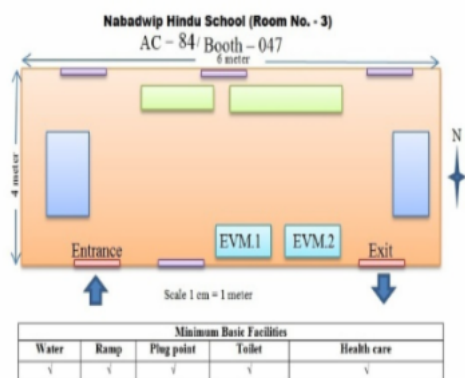 Nabadwip Hindu School (Room No. - 3)
AC – 84/ Booth – 047
6 meter
4 meter
N
EVM.1 EVM.2
Entrance Exit
Scale 1 cm = 1 meter
Minimum Basic Facilities
Water Ramp Plug point Toilet Health care
√ √ √ √ √